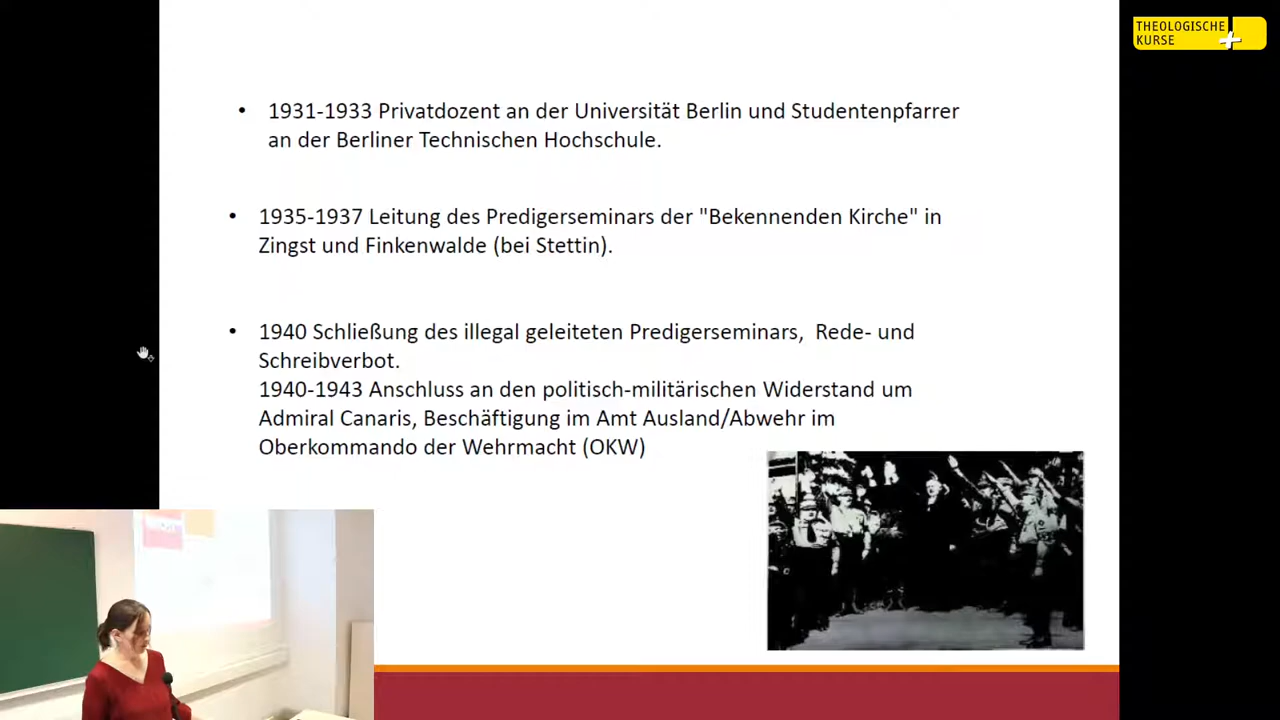 THEOLOGISCHE
KURSE
• 1931-1933 Privatdozent an der Universität Berlin und Studentenpfarrer
an der Berliner Technischen Hochschule.
• 1935-1937 Leitung des Predigerseminars der "Bekennenden Kirche" in
Zingst und Finkenwalde (bei Stettin).
• 1940 Schließung des illegal geleiteten Predigerseminars, Rede- und
Schreibverbot.
1940-1943 Anschluss an den politisch-militärischen Widerstand um
Admiral Canaris, Beschäftigung im Amt Ausland/Abwehr im
Oberkommando der Wehrmacht (OKW)